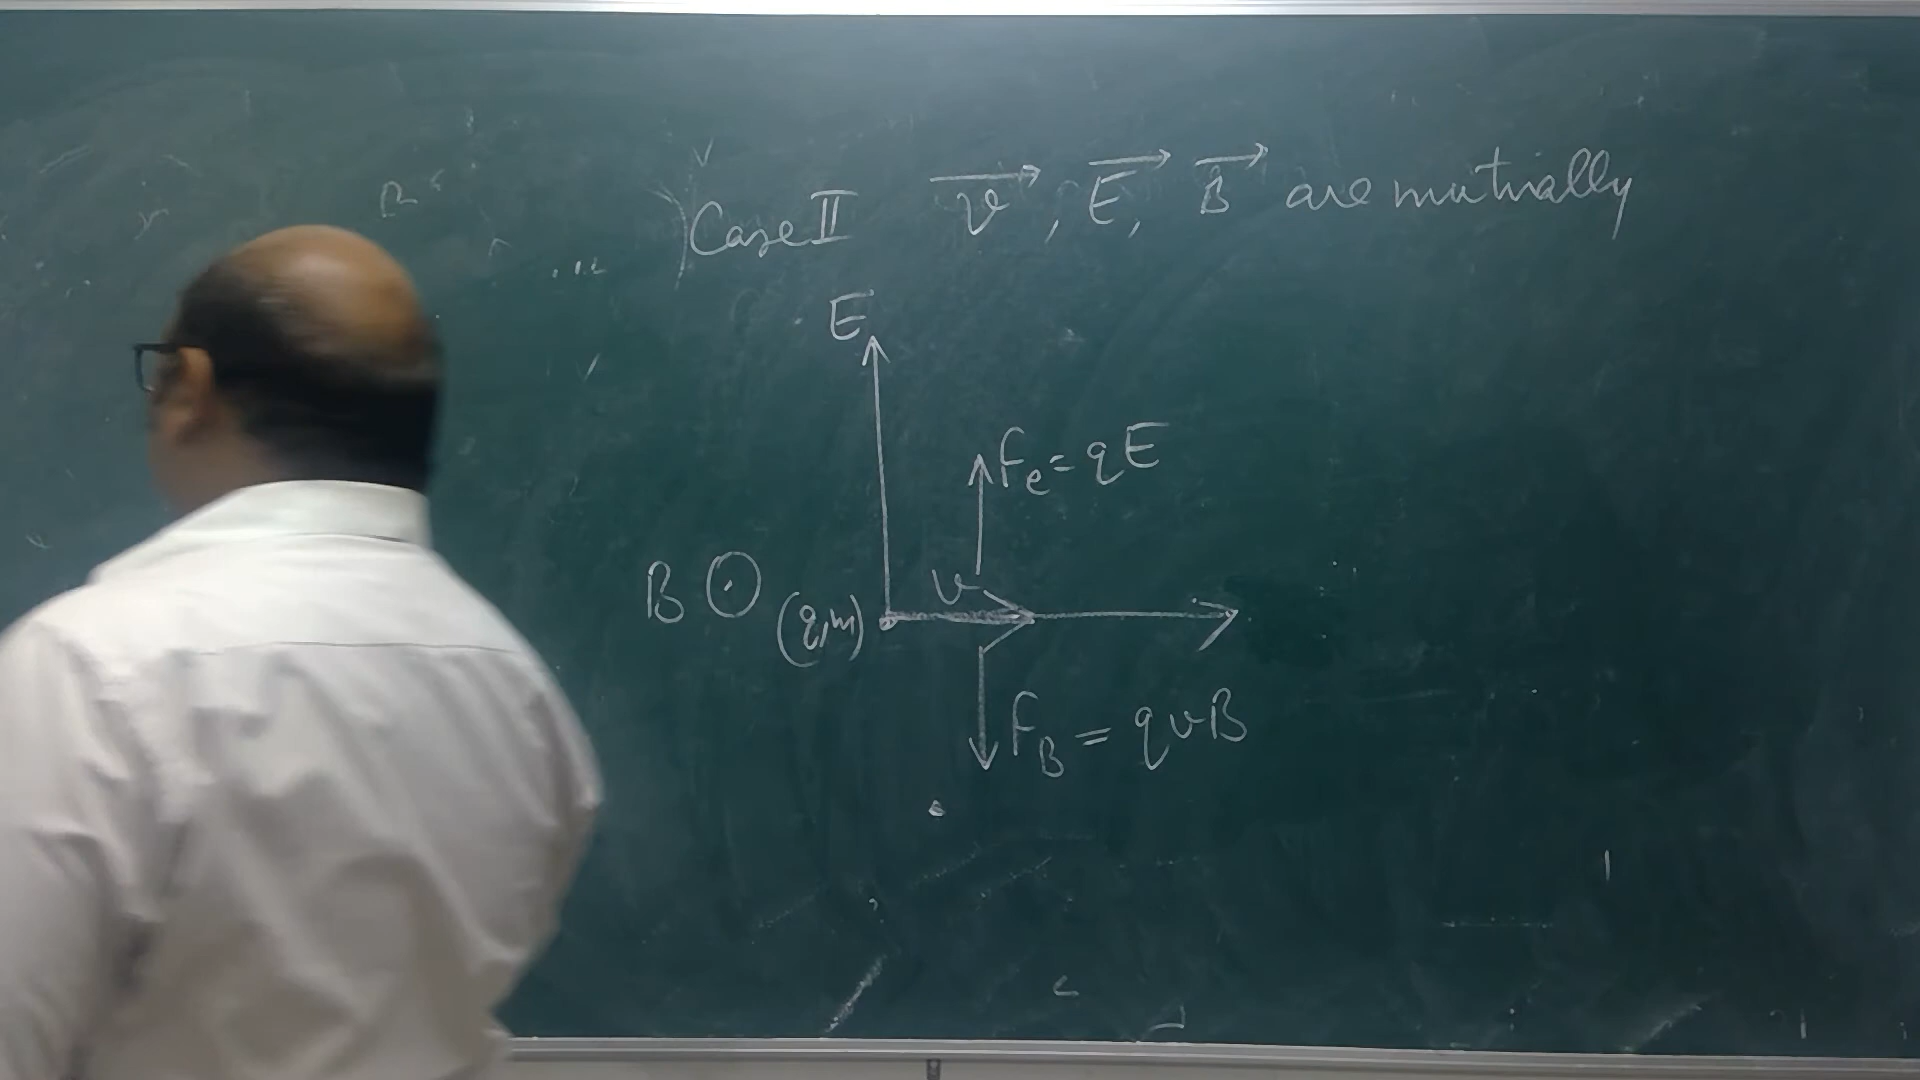 Case II v, E, B are mutually
E
Fe = qE
v
B
(q,m)
FB = qvB